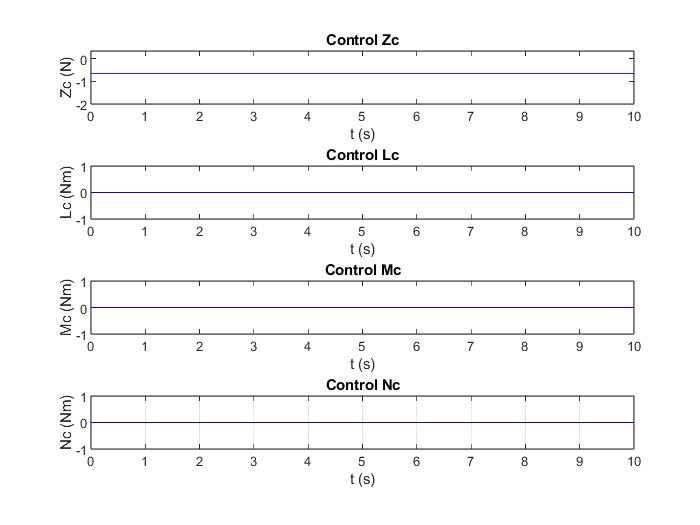 Control Zc
Zc (N)
0
-1
-2
0 1 2 3 4 5 6 7 8 9 10
t (s)
Control Lc
Lc (Nm)
1
0
-1
0 1 2 3 4 5 6 7 8 9 10
t (s)
Control Mc
Mc (Nm)
1
0
-1
0 1 2 3 4 5 6 7 8 9 10
t (s)
Control Nc
Nc (Nm)
1
0
-1
0 1 2 3 4 5 6 7 8 9 10
t (s)